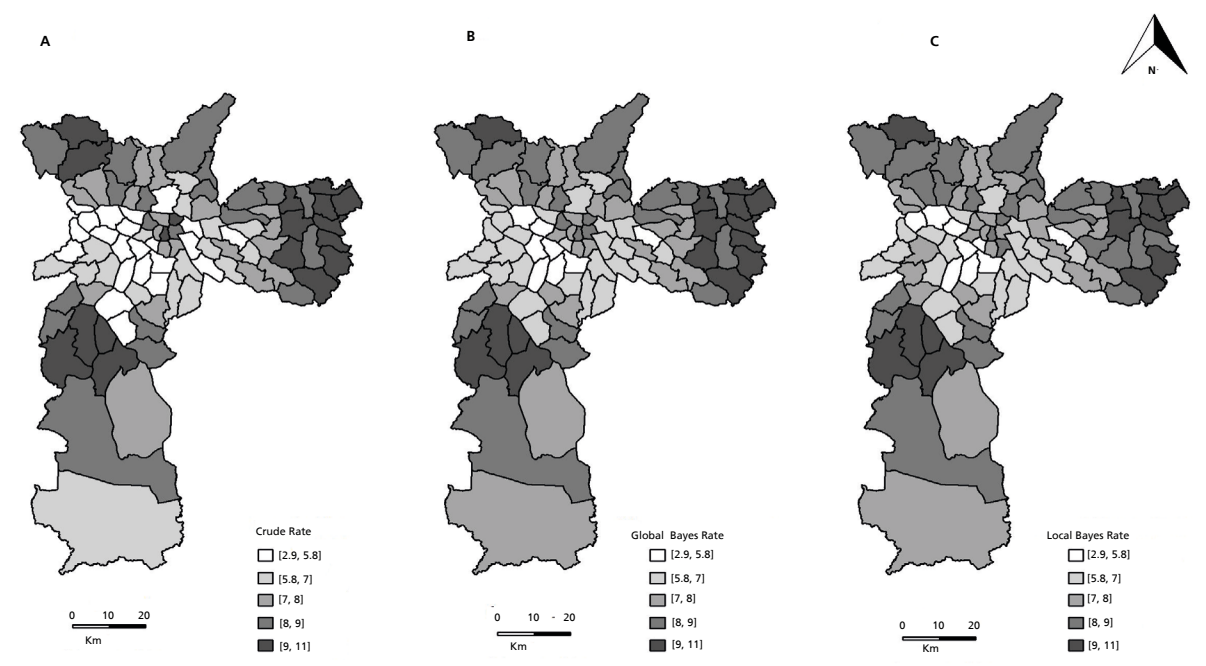 A
B
C
N
Crude Rate
[2.9, 5.8]
[5.8, 7]
[7, 8]
[8, 9]
[9, 11]
0 10 20
Km
Global Bayes Rate
[2.9, 5.8]
[5.8, 7]
[7, 8]
[8, 9]
[9, 11]
0 10 - 20
Km
Local Bayes Rate
[2.9, 5.8]
[5.8, 7]
[7, 8]
[8, 9]
[9, 11]
0 10 20
Km